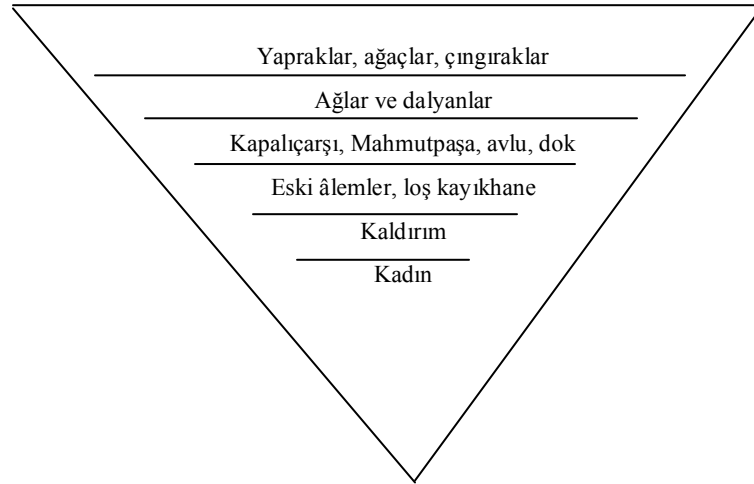 Yapraklar, ağaçlar, çıngıraklar
Ağlar ve dalyanlar
Kapalıçarşı, Mahmutpaşa, avlu, dok
Eski âlemler, loş kayıkhane
Kaldırım
Kadın